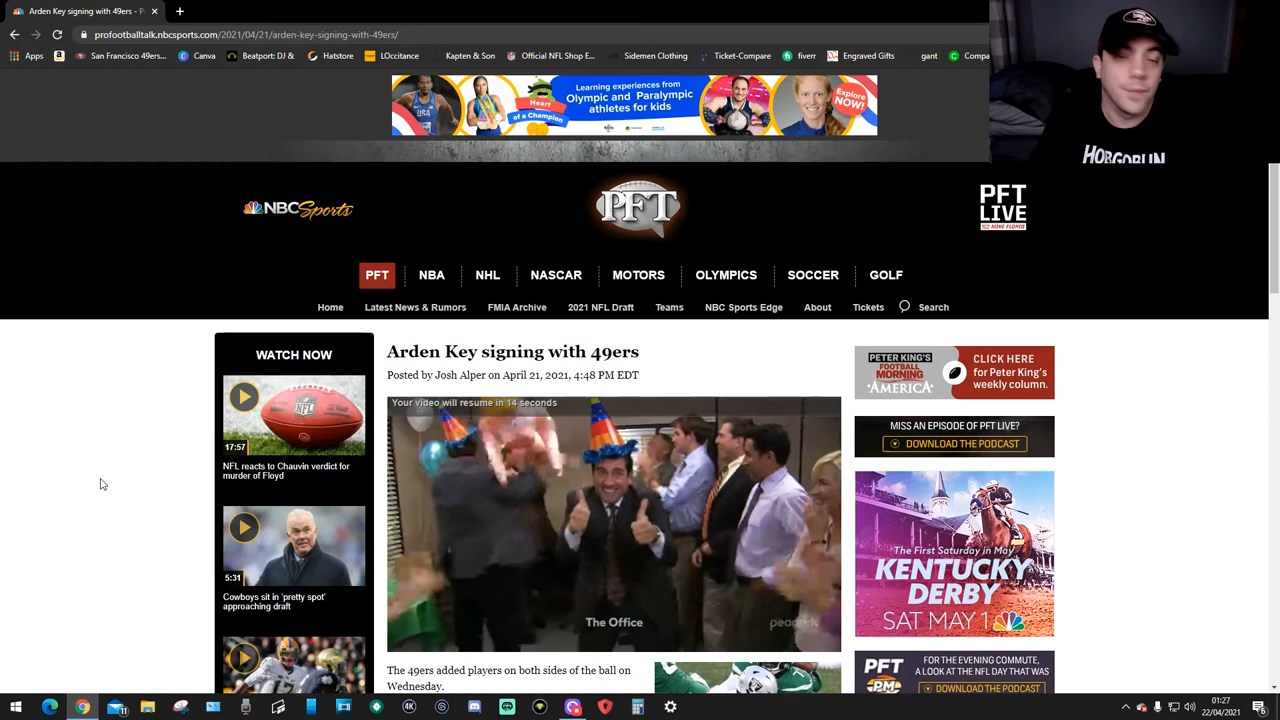 Arden Key signing with 49ers - P
profootballtalk.nbcsports.com/2021/04/21/arden-key-signing-with-49ers/
Apps
San Francisco 49ers...
Canva
Beatport: DJ &
Hatstore
LOccitance
Kapten & Son
Official NFL Shop E...
Sidemen Clothing
Ticket-Compare
fiverr
Engraved Gifts
gant
Compa
Heart
of a Champion
Learning experiences from
Olympic and Paralympic
athletes for kids
Explore
NOW!
HOBGOBLIN
NBC Sports
PFT
PFT
LIVE
WITH MIKE FLORIO
PFT
NBA
NHL
NASCAR
MOTORS
OLYMPICS
SOCCER
GOLF
Home
Latest News & Rumors
FMIA Archive
2021 NFL Draft
Teams
NBC Sports Edge
About
Tickets
Search
WATCH NOW
17:57
NFL reacts to Chauvin verdict for
murder of Floyd
5:31
Cowboys sit in 'pretty spot'
approaching draft
Arden Key signing with 49ers
Posted by Josh Alper on April 21, 2021, 4:48 PM EDT
Your video will resume in 14 seconds
The Office
peacock
The 49ers added players on both sides of the ball on
Wednesday.
PETER KING'S
FOOTBALL
MORNING
IN
AMERICA
CLICK HERE
for Peter King's
weekly column.
MISS AN EPISODE OF PFT LIVE?
DOWNLOAD THE PODCAST
The First Saturday in May
KENTUCKY
DERBY
SAT MAY 1
PFT
PM
FOR THE EVENING COMMUTE,
A LOOK AT THE NFL DAY THAT WAS
DOWNLOAD THE PODCAST
01:27
22/04/2021